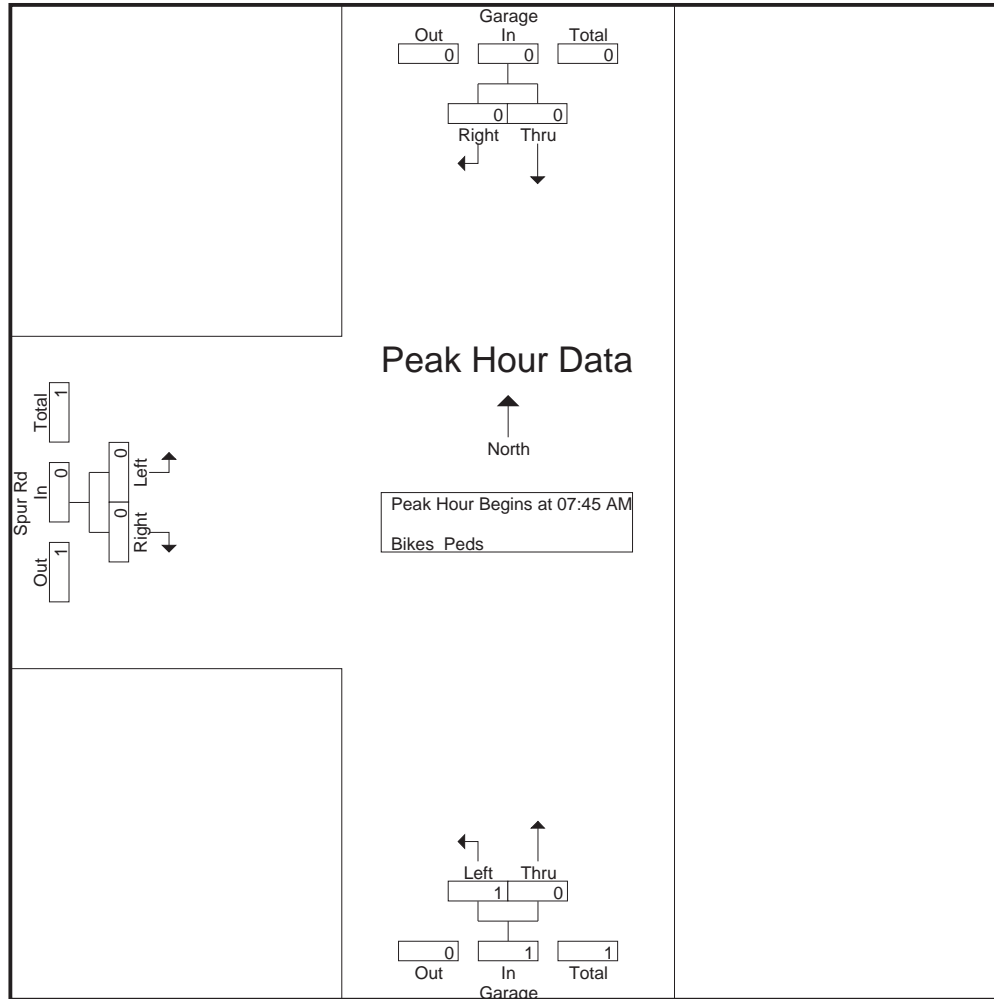 Garage
Out In Total
0 0 0
0 0
Right Thru
Peak Hour Data
North
Peak Hour Begins at 07:45 AM
Bikes Peds
Spur Rd
Out In Total
1 0 1
Right Left
0 0
Left Thru
1 0
0 1 1
Out In Total
Garage